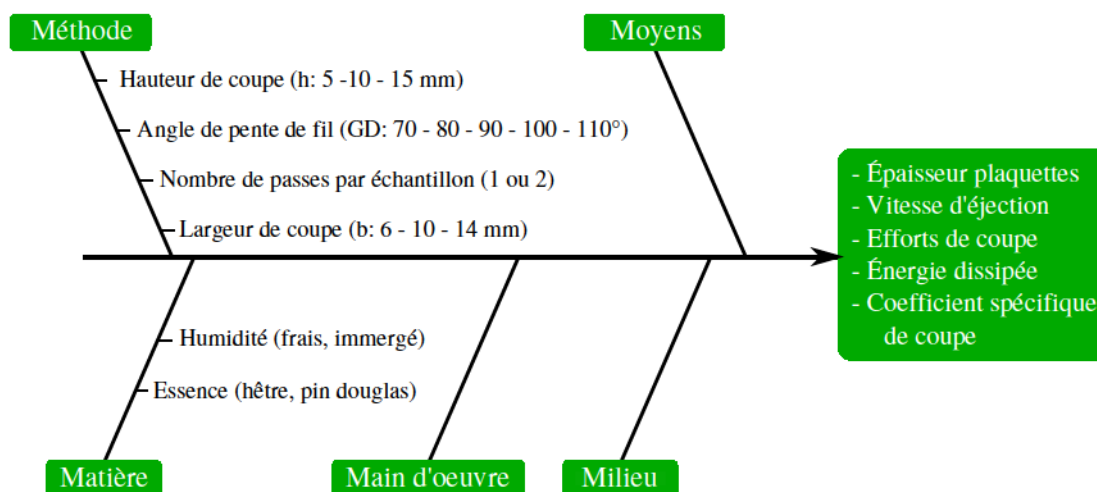 Méthode
Moyens
Hauteur de coupe (h: 5 -10 - 15 mm)
Angle de pente de fil (GD: 70 - 80 - 90 - 100 - 110°)
Nombre de passes par échantillon (1 ou 2)
Largeur de coupe (b: 6 - 10 - 14 mm)
- Épaisseur plaquettes
- Vitesse d'éjection
- Efforts de coupe
- Énergie dissipée
- Coefficient spécifique
de coupe
Humidité (frais, immergé)
Essence (hêtre, pin douglas)
Matière
Main d'oeuvre
Milieu